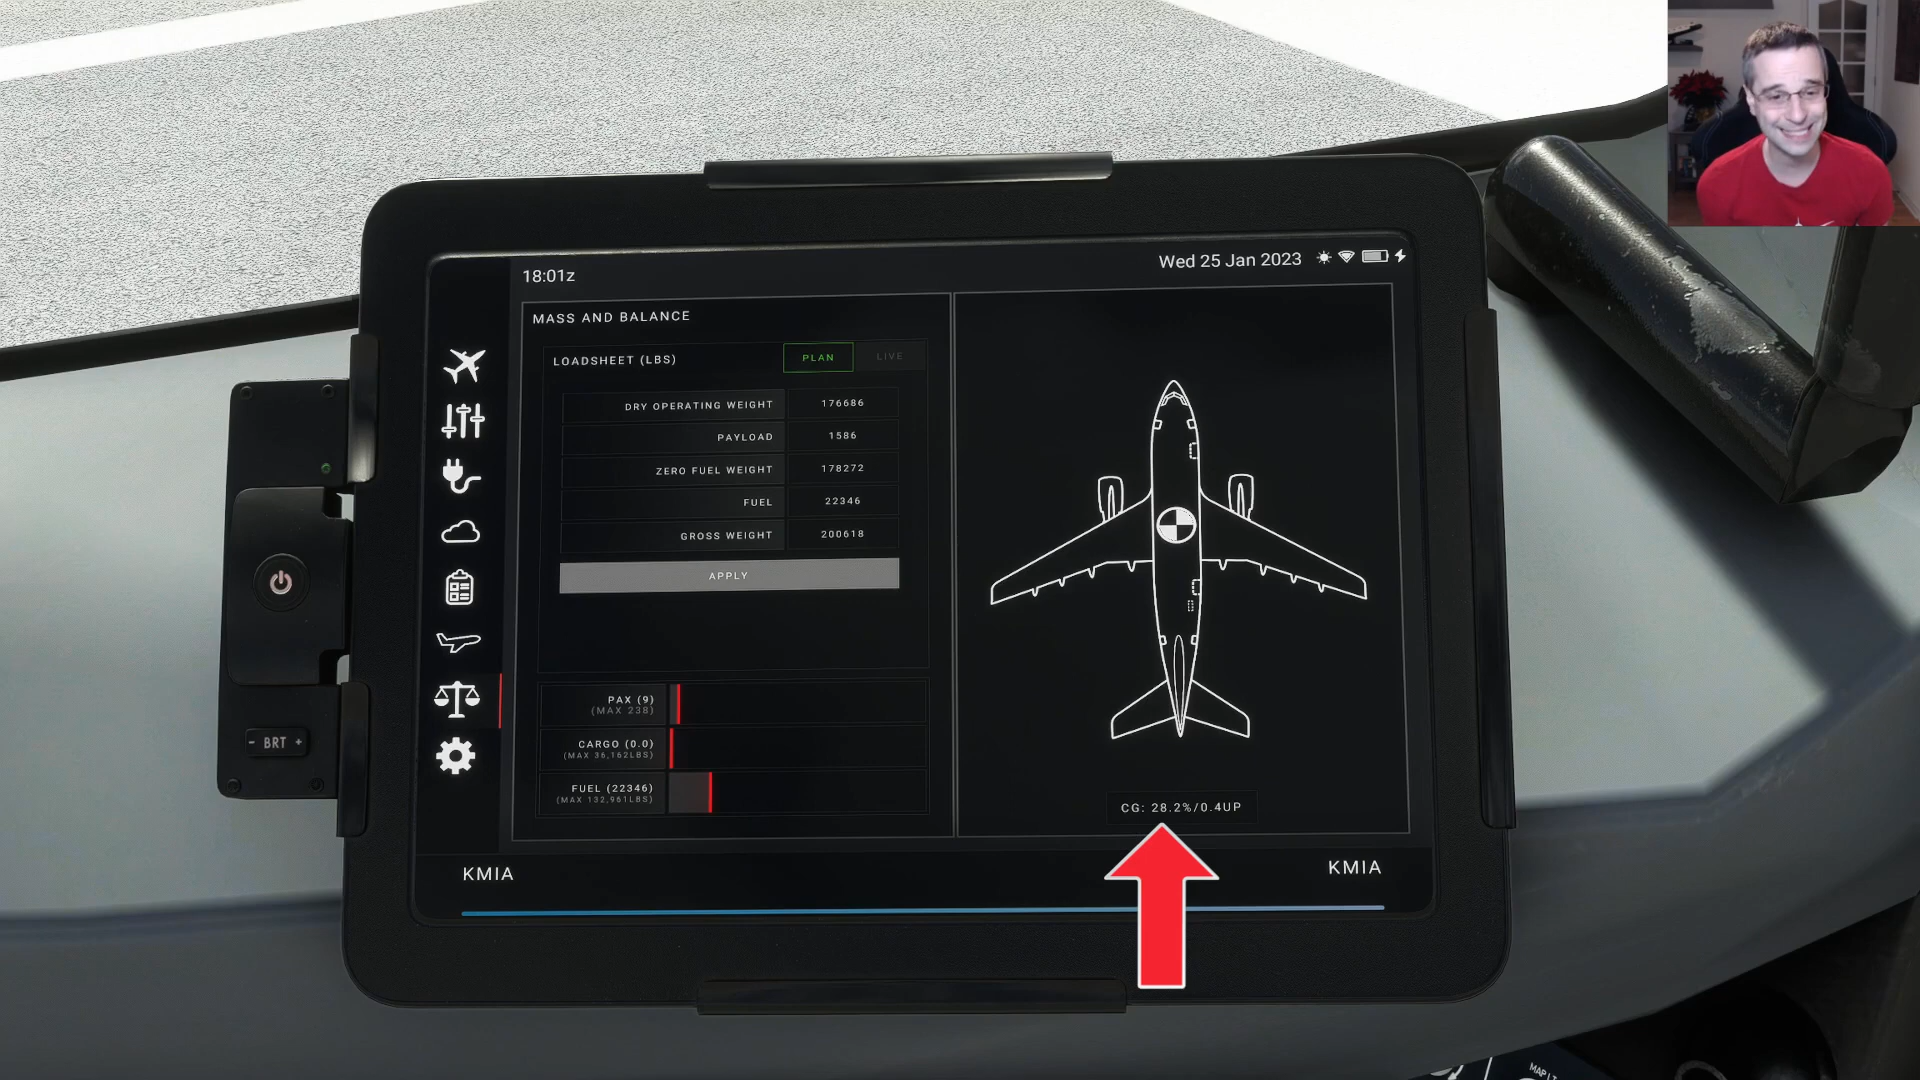 18:01z
Wed 25 Jan 2023
MASS AND BALANCE
LOADSHEET (LBS)
PLAN
LIVE
DRY OPERATING WEIGHT 176686
PAYLOAD 1586
ZERO FUEL WEIGHT 178272
FUEL 22346
GROSS WEIGHT 200618
APPLY
PAX (9)
(MAX 238)
CARGO (0.0)
(MAX 36,162LBS)
FUEL (22346)
(MAX 132,961LBS)
CG: 28.2%/0.4UP
KMIA
KMIA
- BRT +
MAP LT